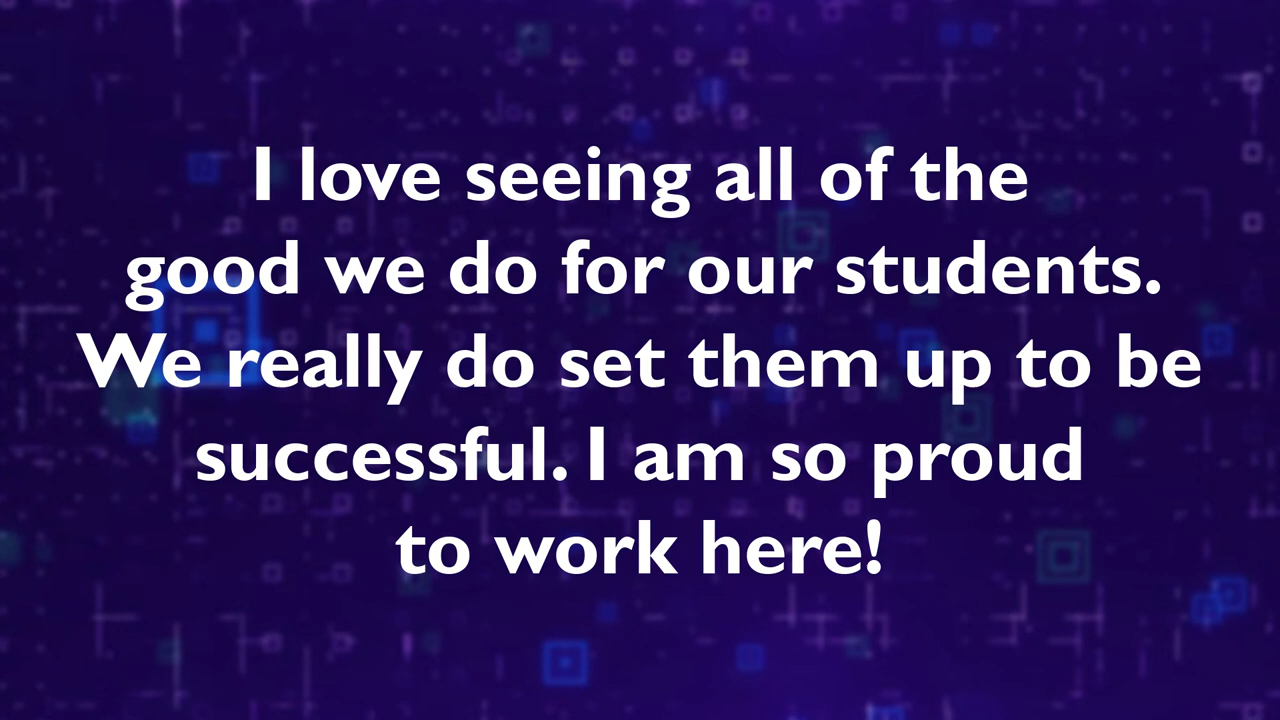 I love seeing all of the
good we do for our students.
We really do set them up to be
successful. I am so proud
to work here!